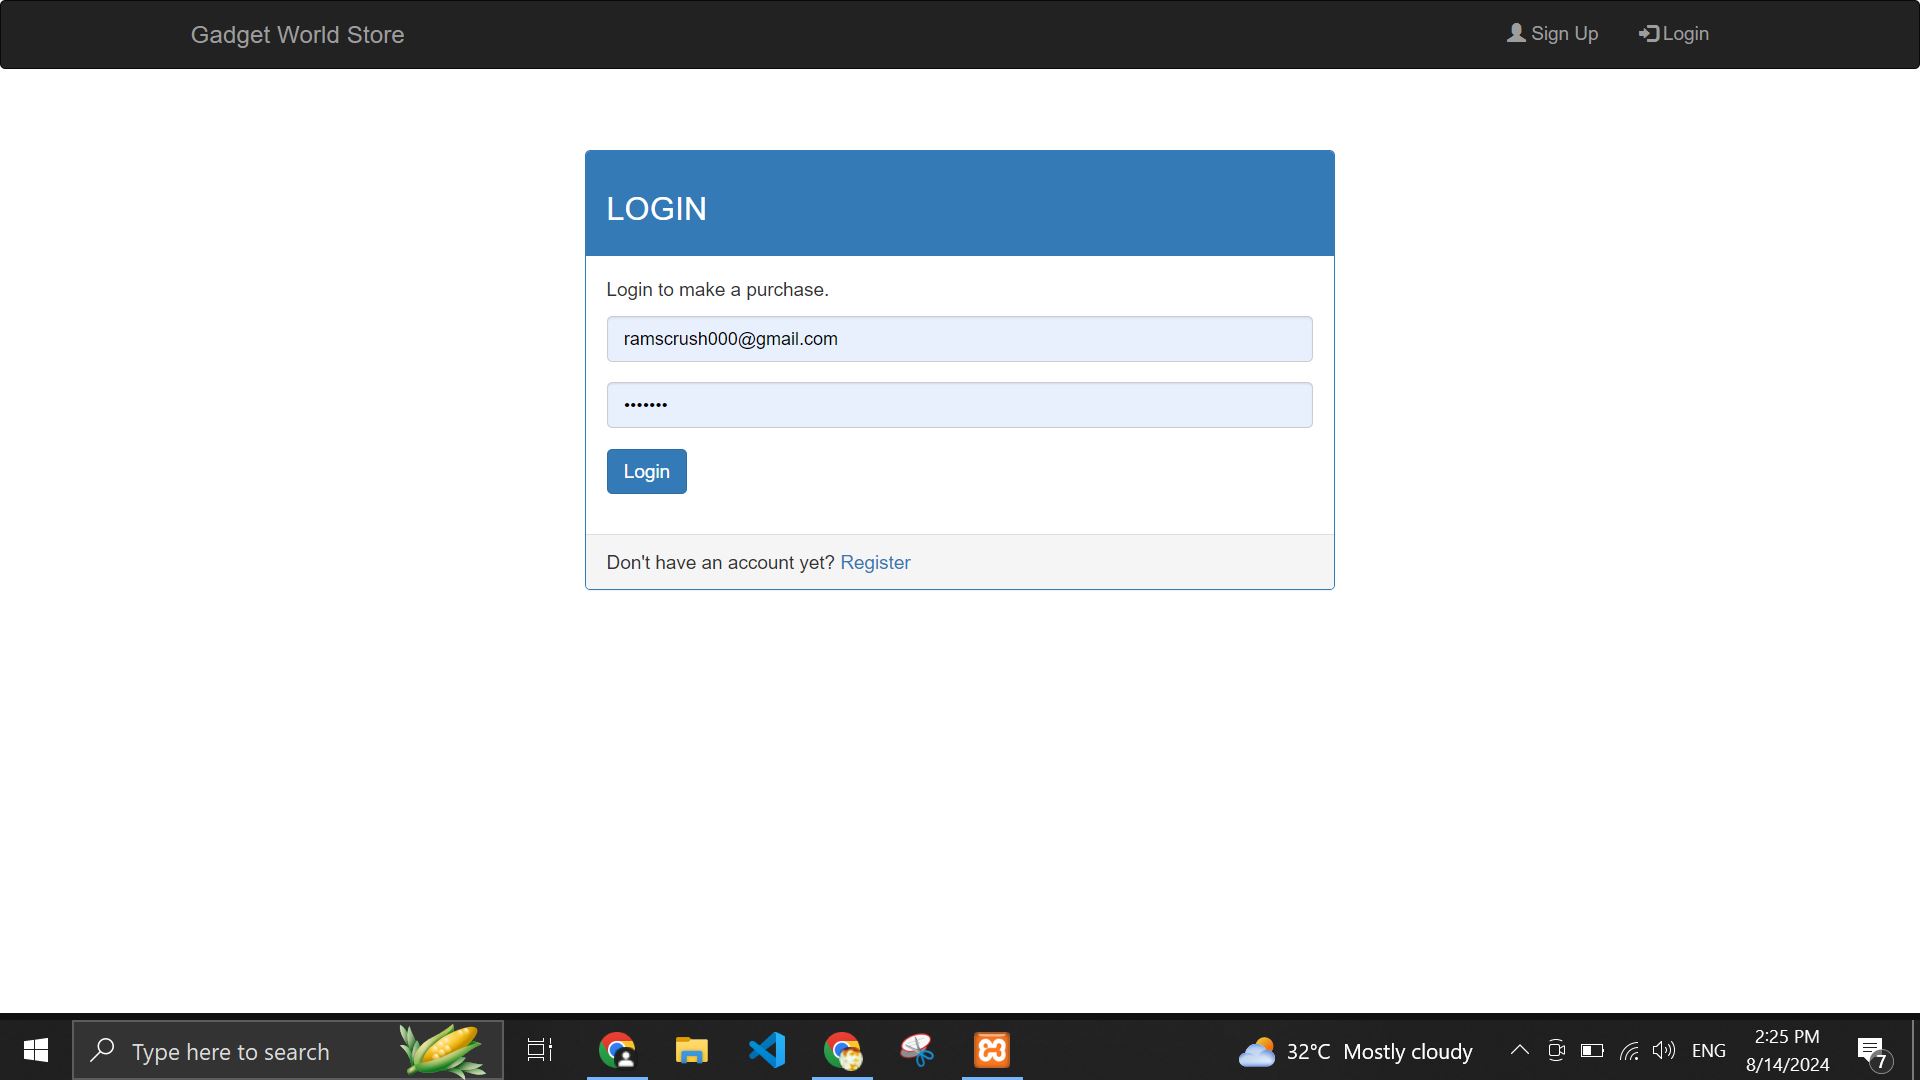 Gadget World Store
Sign Up
Login
LOGIN
Login to make a purchase.
ramscrush000@gmail.com
•••••••
Login
Don't have an account yet? Register
Type here to search
32°C Mostly cloudy
ENG
2:25 PM
8/14/2024
7